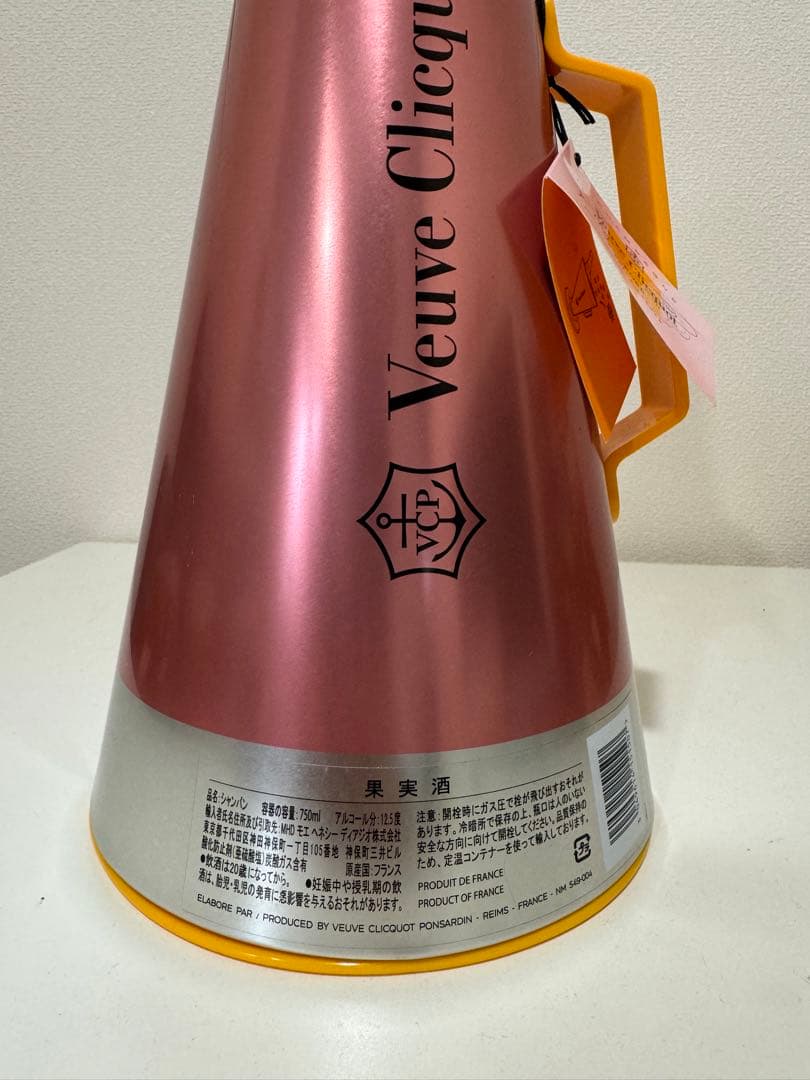 Veuve Clicqu
VCP
果実酒
品名:シャンパン 容器の容量:750ml アルコール分:12.5度
輸入者氏名住所及び引取先:MHD モエ ヘネシー ディアジオ株式会社
東京都千代田区神田神保町一丁目105番地 神保町三井ビル
酸化防止剤(亜硫酸塩)炭酸ガス含有 原産国:フランス
●飲酒は20歳になってから。 ●妊娠中や授乳期の飲
酒は、胎児・乳児の発育に悪影響を与えるおそれがあります。
注意:開栓時にガス圧で栓が飛び出すおそれが
あります。冷暗所で保存の上、瓶口は人のいない
安全な方向に向けて開栓してください。品質保持の
ため、定温コンテナーを使って輸入しております。
PRODUIT DE FRANCE
PRODUCT OF FRANCE
ELABORE PAR / PRODUCED BY VEUVE CLICQUOT PONSARDIN - REIMS - FRANCE - NM 549-004